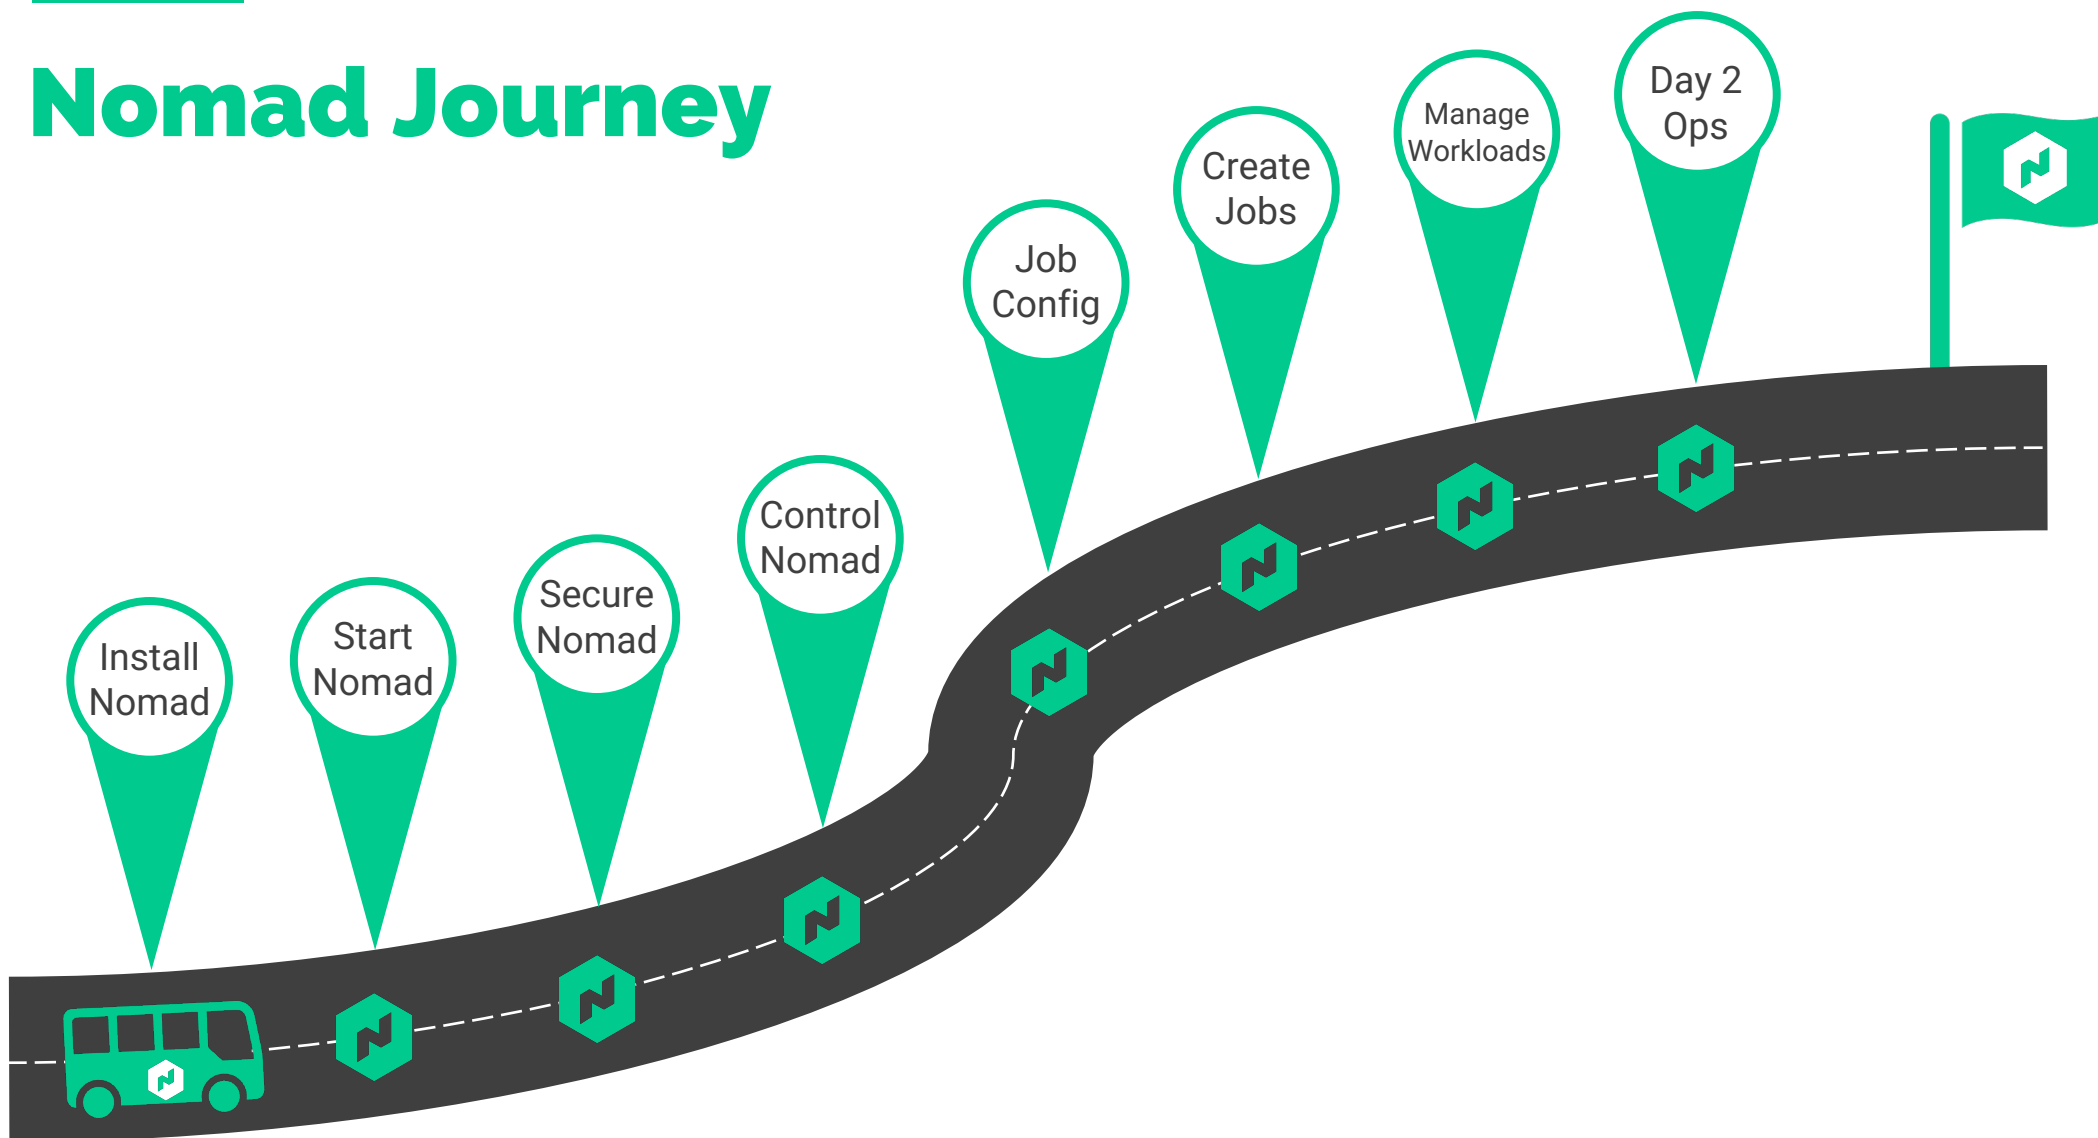 Nomad Journey
Install
Nomad
Start
Nomad
Secure
Nomad
Control
Nomad
Job
Config
Create
Jobs
Manage
Workloads
Day 2
Ops